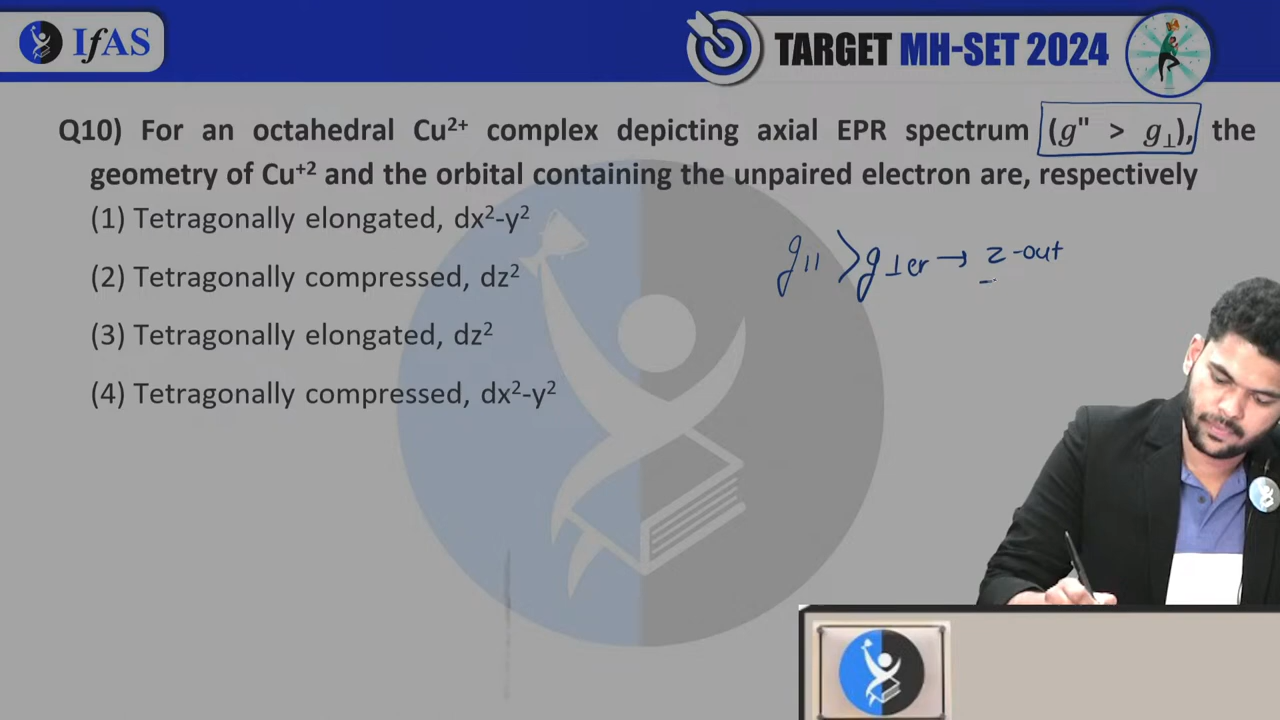 IfAS
TARGET MH-SET 2024
Q10) For an octahedral Cu²⁺ complex depicting axial EPR spectrum (g" > g⊥), the
geometry of Cu⁺² and the orbital containing the unpaired electron are, respectively
(1) Tetragonally elongated, dx²-y²
g|| > g⊥er → z-out
(2) Tetragonally compressed, dz²
(3) Tetragonally elongated, dz²
(4) Tetragonally compressed, dx²-y²